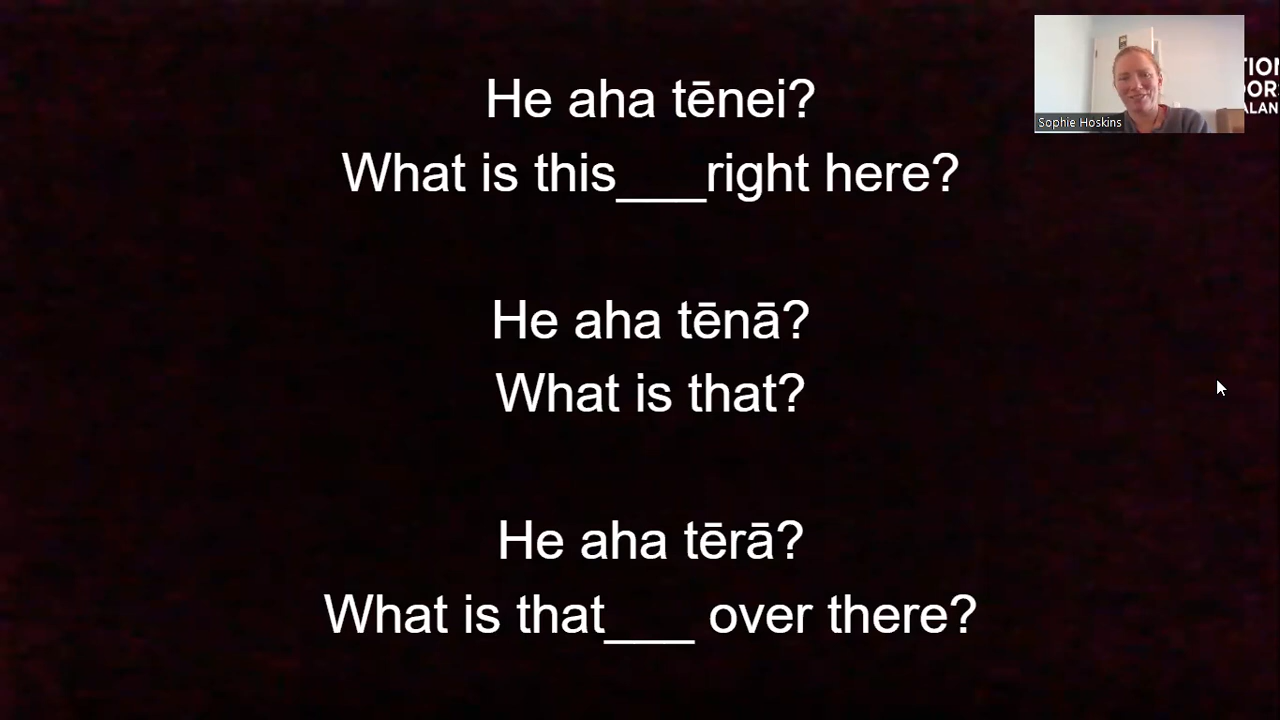 He aha tēnei?
What is this___right here?
He aha tēnā?
What is that?
He aha tērā?
What is that___ over there?
Sophie Hoskins